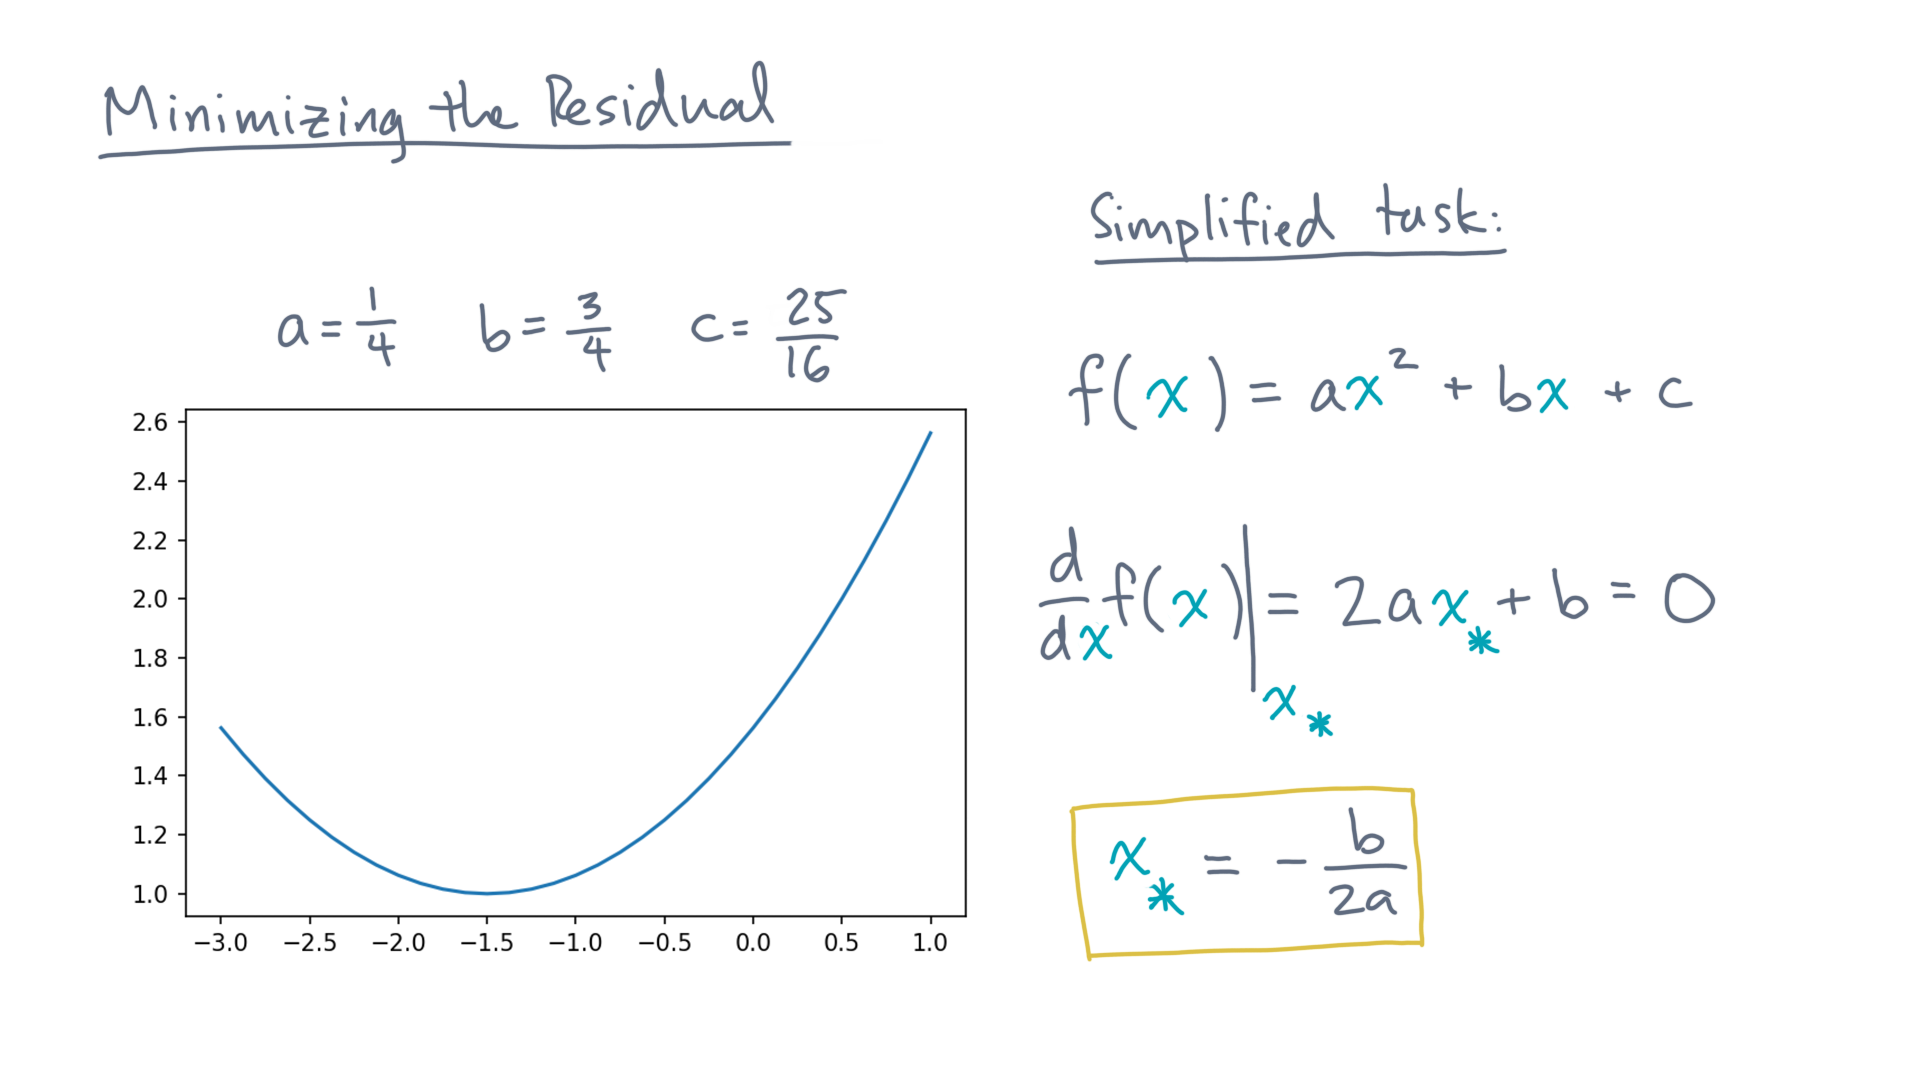 Minimizing the Residual
a = 1/4 b = 3/4 c = 25/16
2.6
2.4
2.2
2.0
1.8
1.6
1.4
1.2
1.0
−3.0 −2.5 −2.0 −1.5 −1.0 −0.5 0.0 0.5 1.0
Simplified task:
f(x) = ax² + bx + c
d/dx f(x)|x* = 2ax* + b = 0
x* = - b/2a